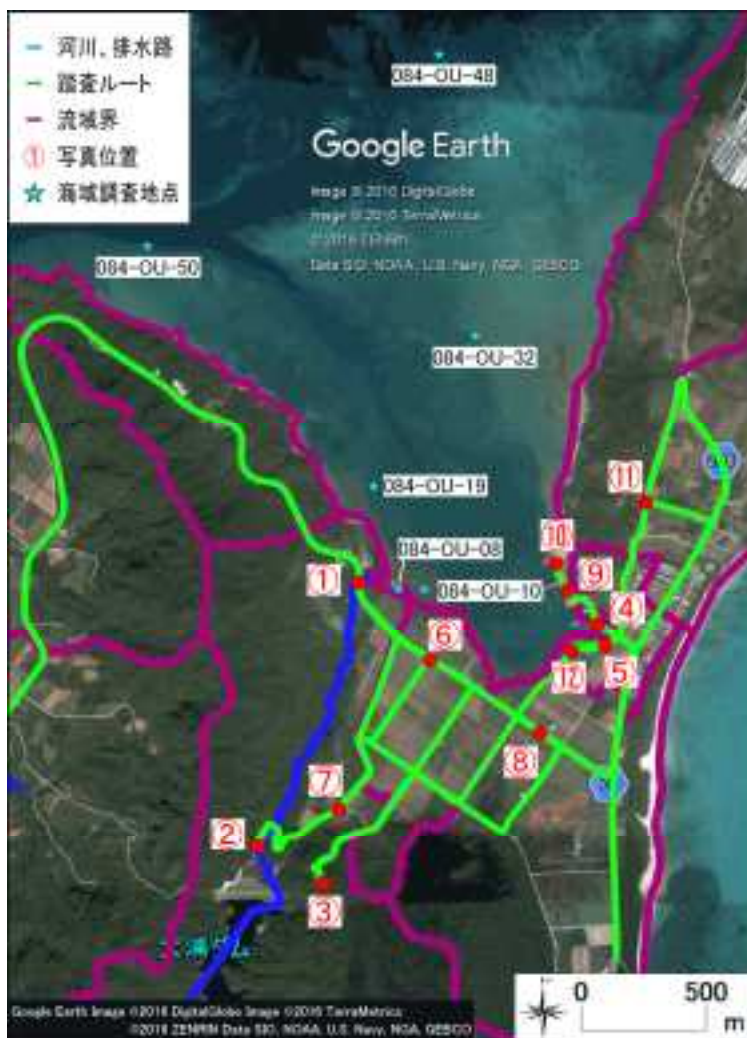 河川、排水路
踏査ルート
流域界
① 写真位置
海域調査地点
084-OU-48
Google Earth
Image © 2016 DigitalGlobe
Image © 2016 TerraMetrics
© 2016 ZENRIN
Data SIO, NOAA, U.S. Navy, NGA, GEBCO
084-OU-50
084-OU-32
084-OU-19
⑪
084-OU-08
⑩
①
084-OU-10
⑨
④
⑥
⑤
⑫
⑧
⑦
②
③
0 500
m
Google Earth Image ©2016 DigitalGlobe Image ©2016 TerraMetrics
©2016 ZENRIN Data SIO, NOAA, U.S. Navy, NGA, GEBCO